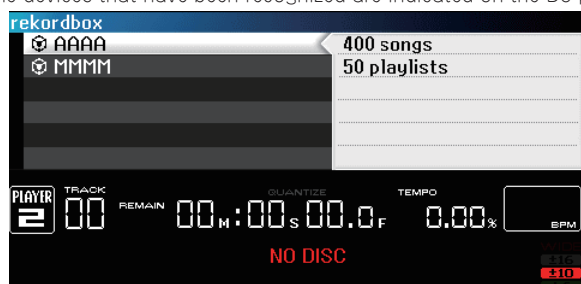 rekordbox
AAAA
400 songs
MMMM
50 playlists
PLAYER
2
TRACK
00
REMAIN
00M:00S00.0F
QUANTIZE
TEMPO
0.00%
BPM
NO DISC
WIDE
±16
±10